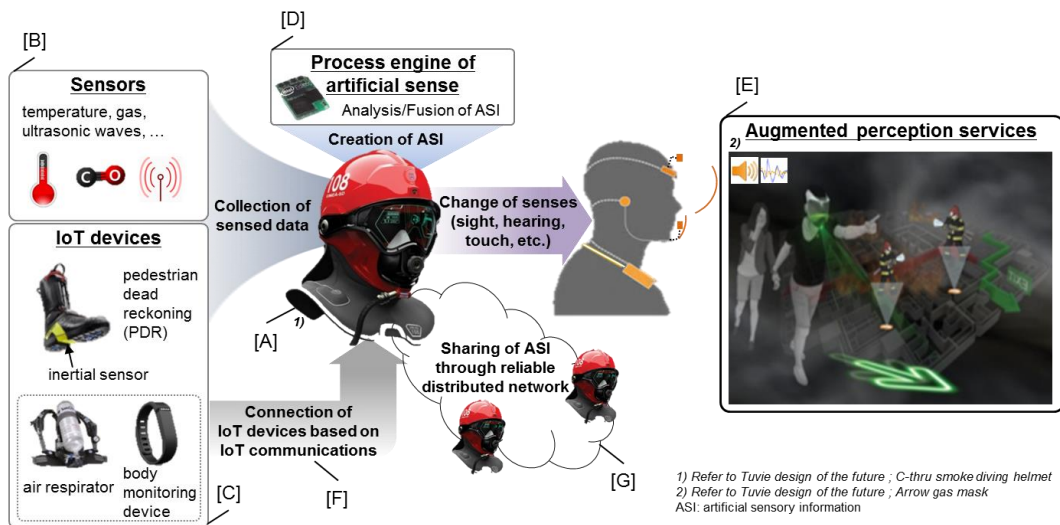 [D]
[B]
Process engine of
artificial sense
Analysis/Fusion of ASI
Creation of ASI
Sensors
temperature, gas,
ultrasonic waves, …
C O
[E]
2) Augmented perception services
108
Collection of
sensed data
Change of senses
(sight, hearing,
touch, etc.)
IoT devices
pedestrian
dead
reckoning
(PDR)
inertial sensor
[A]
1)
Sharing of ASI
through reliable
distributed network
Connection of
IoT devices based on
IoT communications
air respirator
body
monitoring
device
[C]
[F]
[G]
1) Refer to Tuvie design of the future ; C-thru smoke diving helmet
2) Refer to Tuvie design of the future ; Arrow gas mask
ASI: artificial sensory information